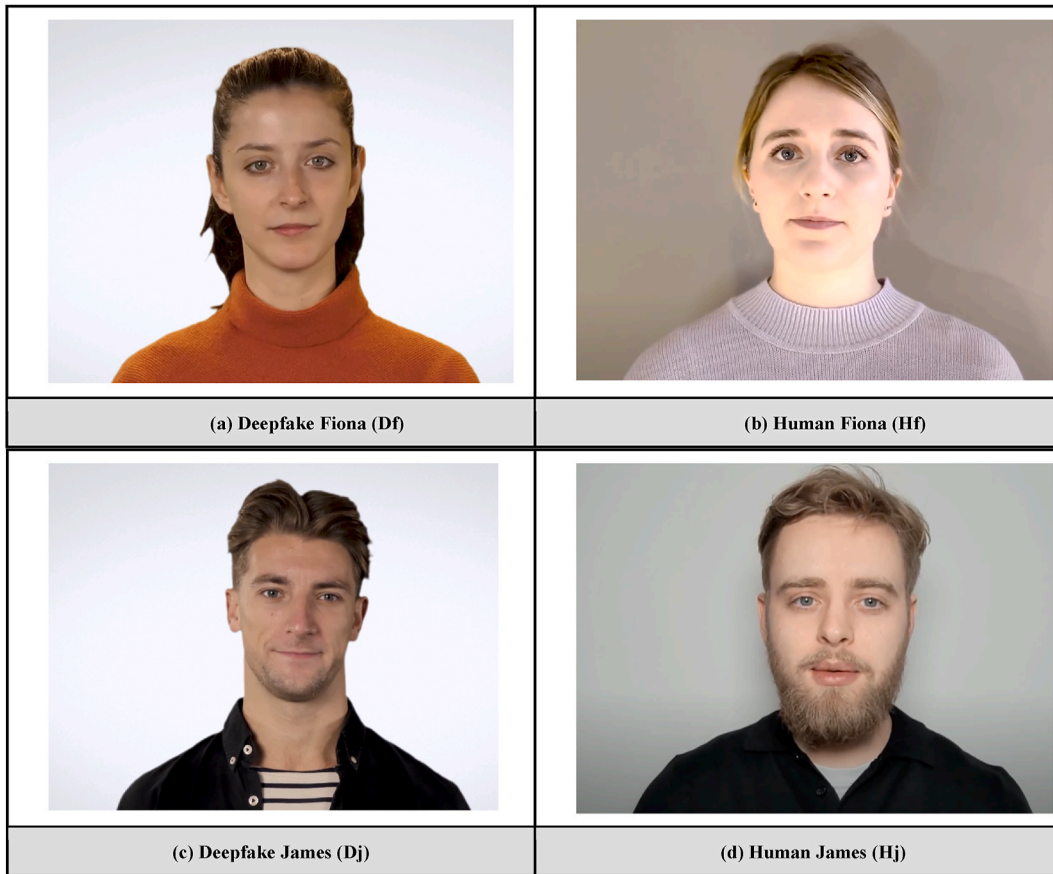 (a) Deepfake Fiona (Df)
(b) Human Fiona (Hf)
(c) Deepfake James (Dj)
(d) Human James (Hj)